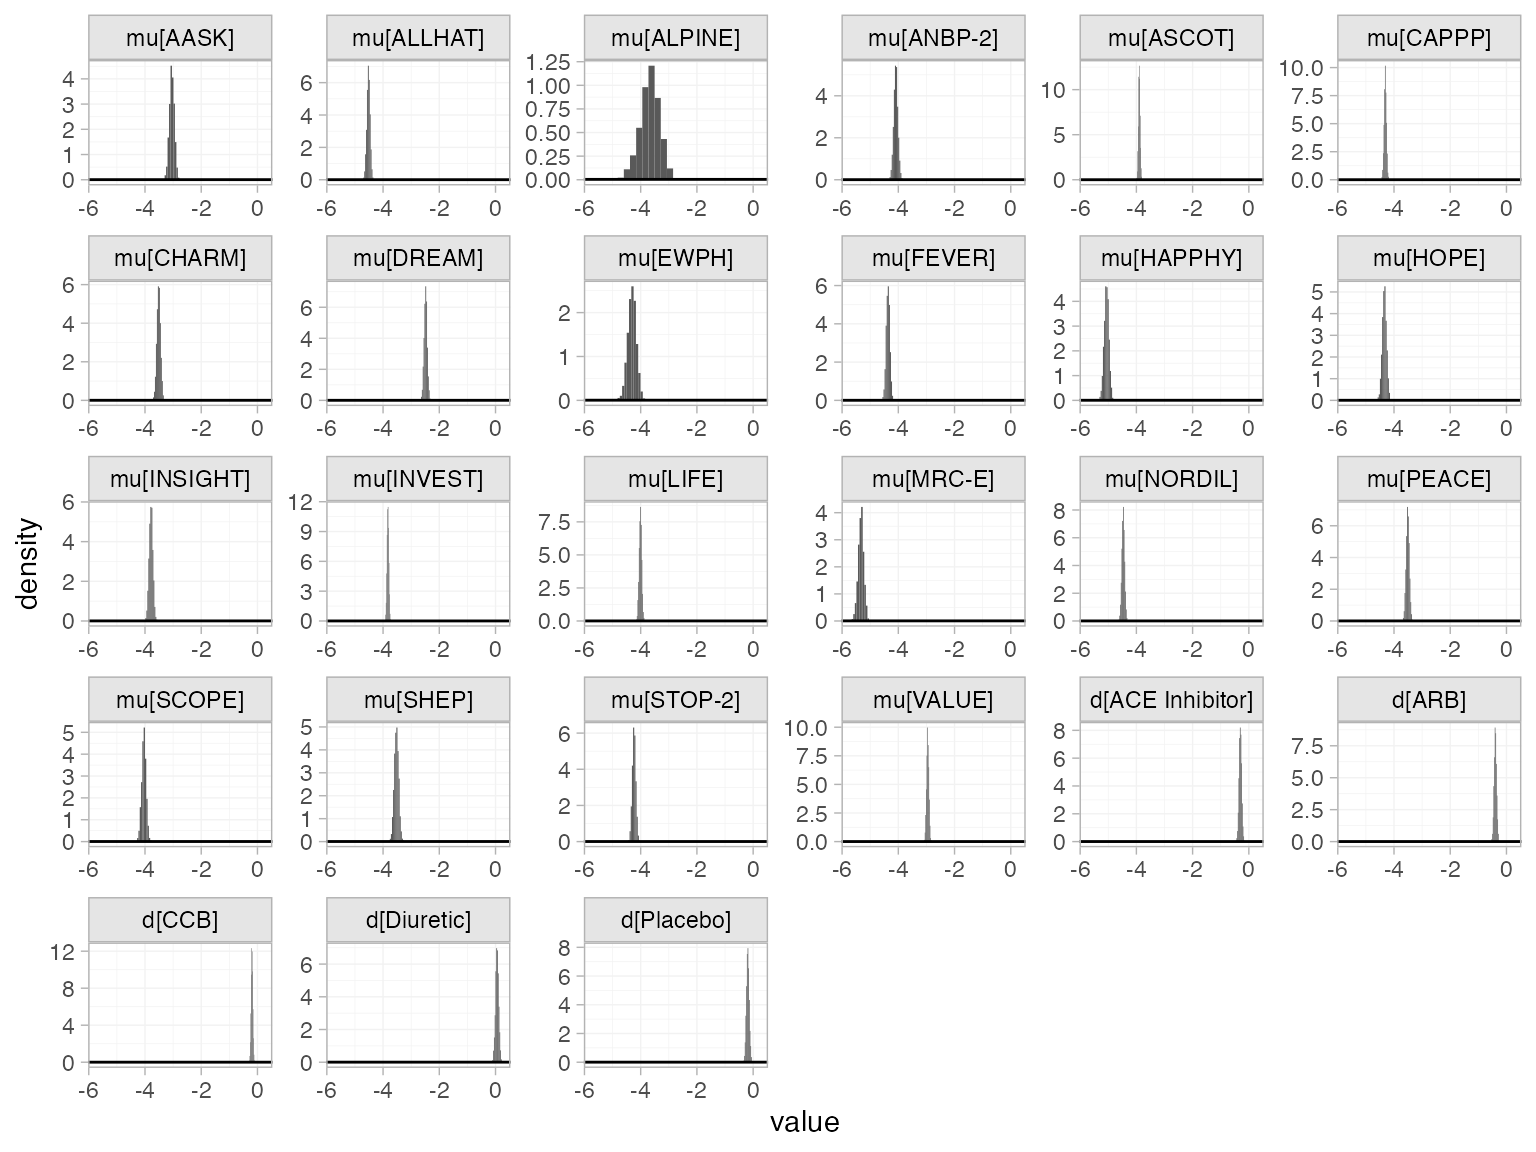 mu[AASK] mu[ALLHAT] mu[ALPINE] mu[ANBP-2] mu[ASCOT] mu[CAPPP]
4 3 2 1 0
6 4 2 0
1.25 1.00 0.75 0.50 0.25 0.00
4 2 0
10 5 0
10.0 7.5 5.0 2.5 0.0
-6 -4 -2 0 -6 -4 -2 0 -6 -4 -2 0 -6 -4 -2 0 -6 -4 -2 0 -6 -4 -2 0
mu[CHARM] mu[DREAM] mu[EWPH] mu[FEVER] mu[HAPPHY] mu[HOPE]
6 4 2 0
6 4 2 0
2 1 0
6 4 2 0
4 3 2 1 0
5 4 3 2 1 0
-6 -4 -2 0 -6 -4 -2 0 -6 -4 -2 0 -6 -4 -2 0 -6 -4 -2 0 -6 -4 -2 0
density
mu[INSIGHT] mu[INVEST] mu[LIFE] mu[MRC-E] mu[NORDIL] mu[PEACE]
6 4 2 0
12 9 6 3 0
7.5 5.0 2.5 0.0
4 3 2 1 0
8 6 4 2 0
6 4 2 0
-6 -4 -2 0 -6 -4 -2 0 -6 -4 -2 0 -6 -4 -2 0 -6 -4 -2 0 -6 -4 -2 0
mu[SCOPE] mu[SHEP] mu[STOP-2] mu[VALUE] d[ACE Inhibitor] d[ARB]
5 4 3 2 1 0
5 4 3 2 1 0
6 4 2 0
10.0 7.5 5.0 2.5 0.0
8 6 4 2 0
7.5 5.0 2.5 0.0
-6 -4 -2 0 -6 -4 -2 0 -6 -4 -2 0 -6 -4 -2 0 -6 -4 -2 0 -6 -4 -2 0
d[CCB] d[Diuretic] d[Placebo]
12 8 4 0
6 4 2 0
8 6 4 2 0
-6 -4 -2 0 -6 -4 -2 0 -6 -4 -2 0
value